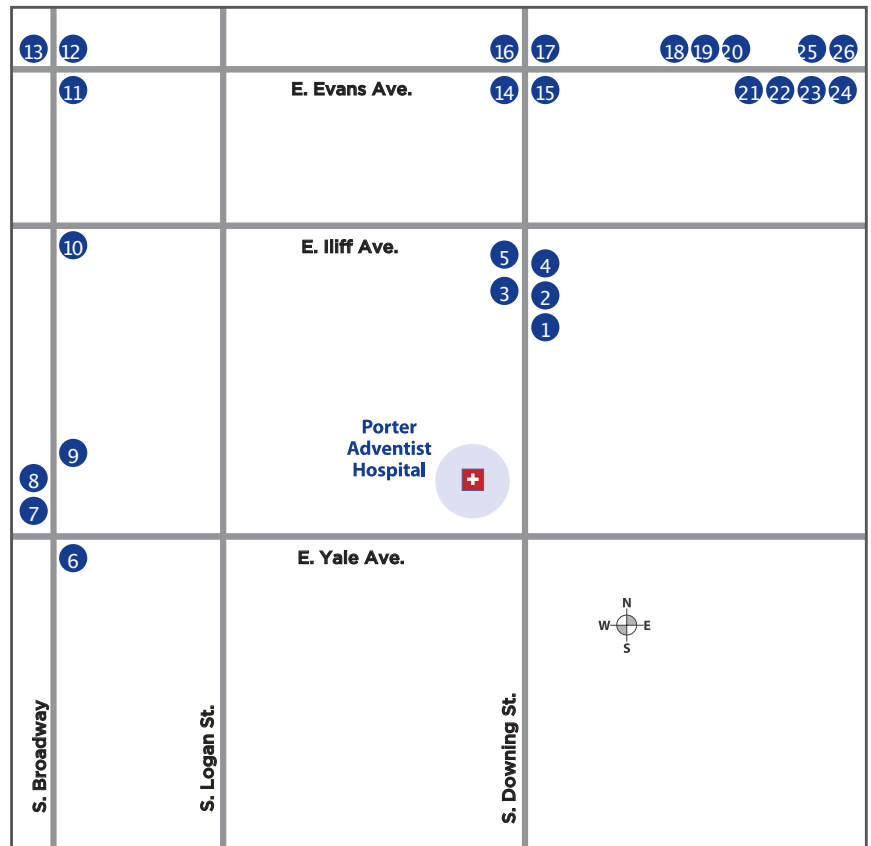 13 12 16 17 18 19 20 25 26
11 E. Evans Ave. 14 15 21 22 23 24
10 E. Iliff Ave. 5 4
3 2
1
Porter
Adventist
Hospital
9
8
7
6 E. Yale Ave.
N
W E
S
S. Broadway
S. Logan St.
S. Downing St.